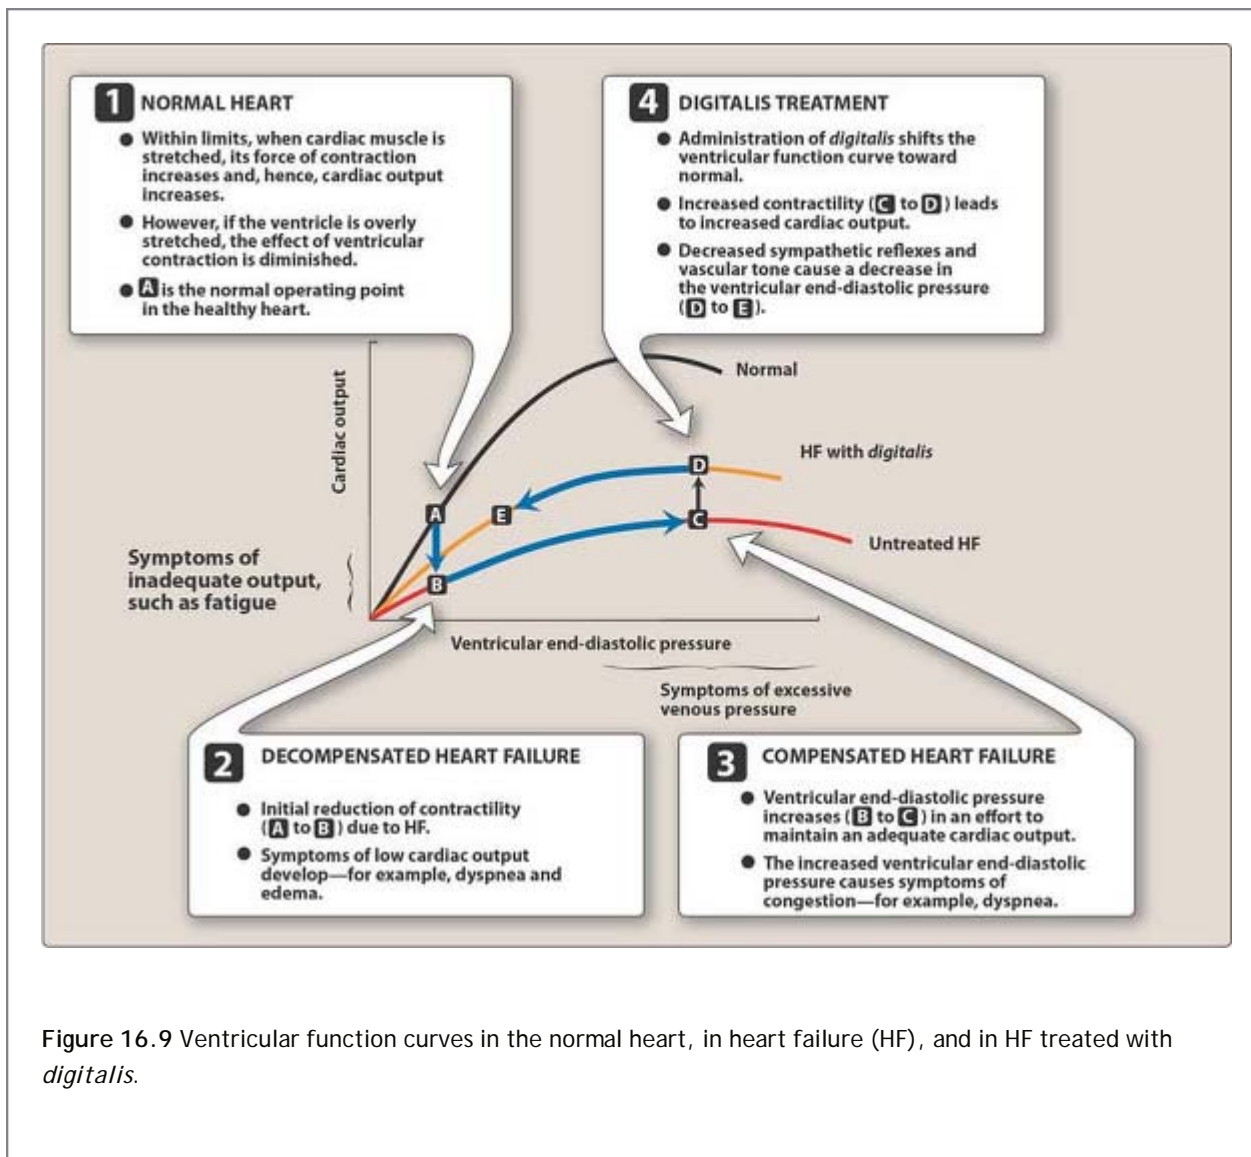 1 NORMAL HEART
● Within limits, when cardiac muscle is
stretched, its force of contraction
increases and, hence, cardiac output
increases.
● However, if the ventricle is overly
stretched, the effect of ventricular
contraction is diminished.
● A is the normal operating point
in the healthy heart.
4 DIGITALIS TREATMENT
● Administration of digitalis shifts the
ventricular function curve toward
normal.
● Increased contractility (C to D) leads
to increased cardiac output.
● Decreased sympathetic reflexes and
vascular tone cause a decrease in
the ventricular end-diastolic pressure
(D to E).
Cardiac output
Normal
HF with digitalis
Untreated HF
A
B
C
D
E
Symptoms of
inadequate output,
such as fatigue
Ventricular end-diastolic pressure
Symptoms of excessive
venous pressure
2 DECOMPENSATED HEART FAILURE
● Initial reduction of contractility
(A to B) due to HF.
● Symptoms of low cardiac output
develop—for example, dyspnea and
edema.
3 COMPENSATED HEART FAILURE
● Ventricular end-diastolic pressure
increases (B to C) in an effort to
maintain an adequate cardiac output.
● The increased ventricular end-diastolic
pressure causes symptoms of
congestion—for example, dyspnea.
Figure 16.9 Ventricular function curves in the normal heart, in heart failure (HF), and in HF treated with
digitalis.